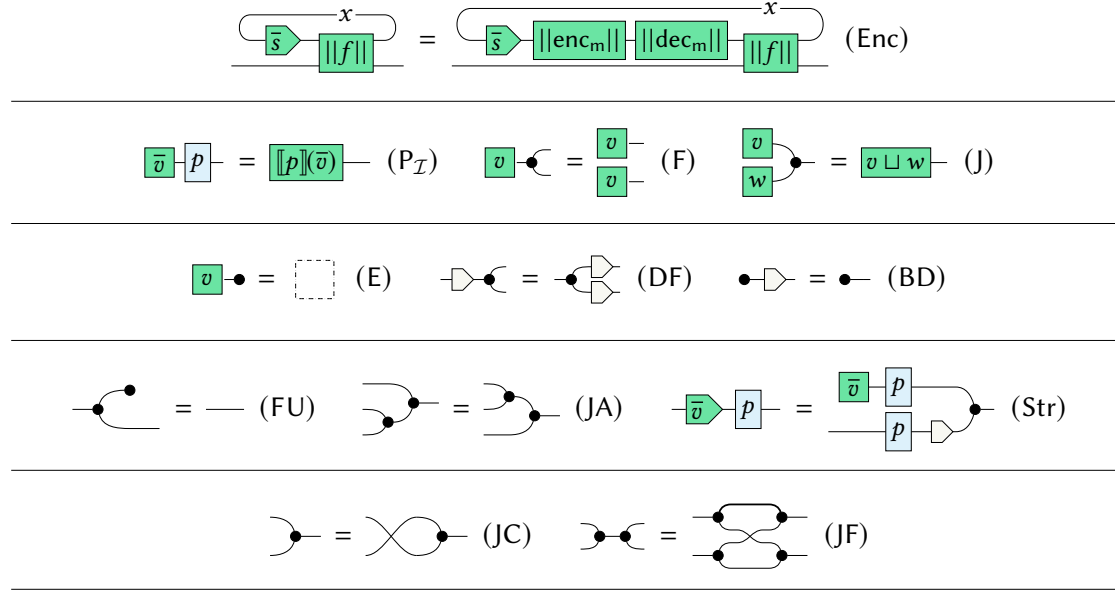 x = x
s̅ ||f|| s̅ ||enc_m|| ||dec_m|| ||f|| (Enc)
v̅ p = ⟦p⟧(v̅) (P_ℐ) v = v v (F) v w = v ⊔ w (J)
v = (E) = (DF) = (BD)
= (FU) = (JA) v̅ p = v̅ p p (Str)
= (JC) = (JF)